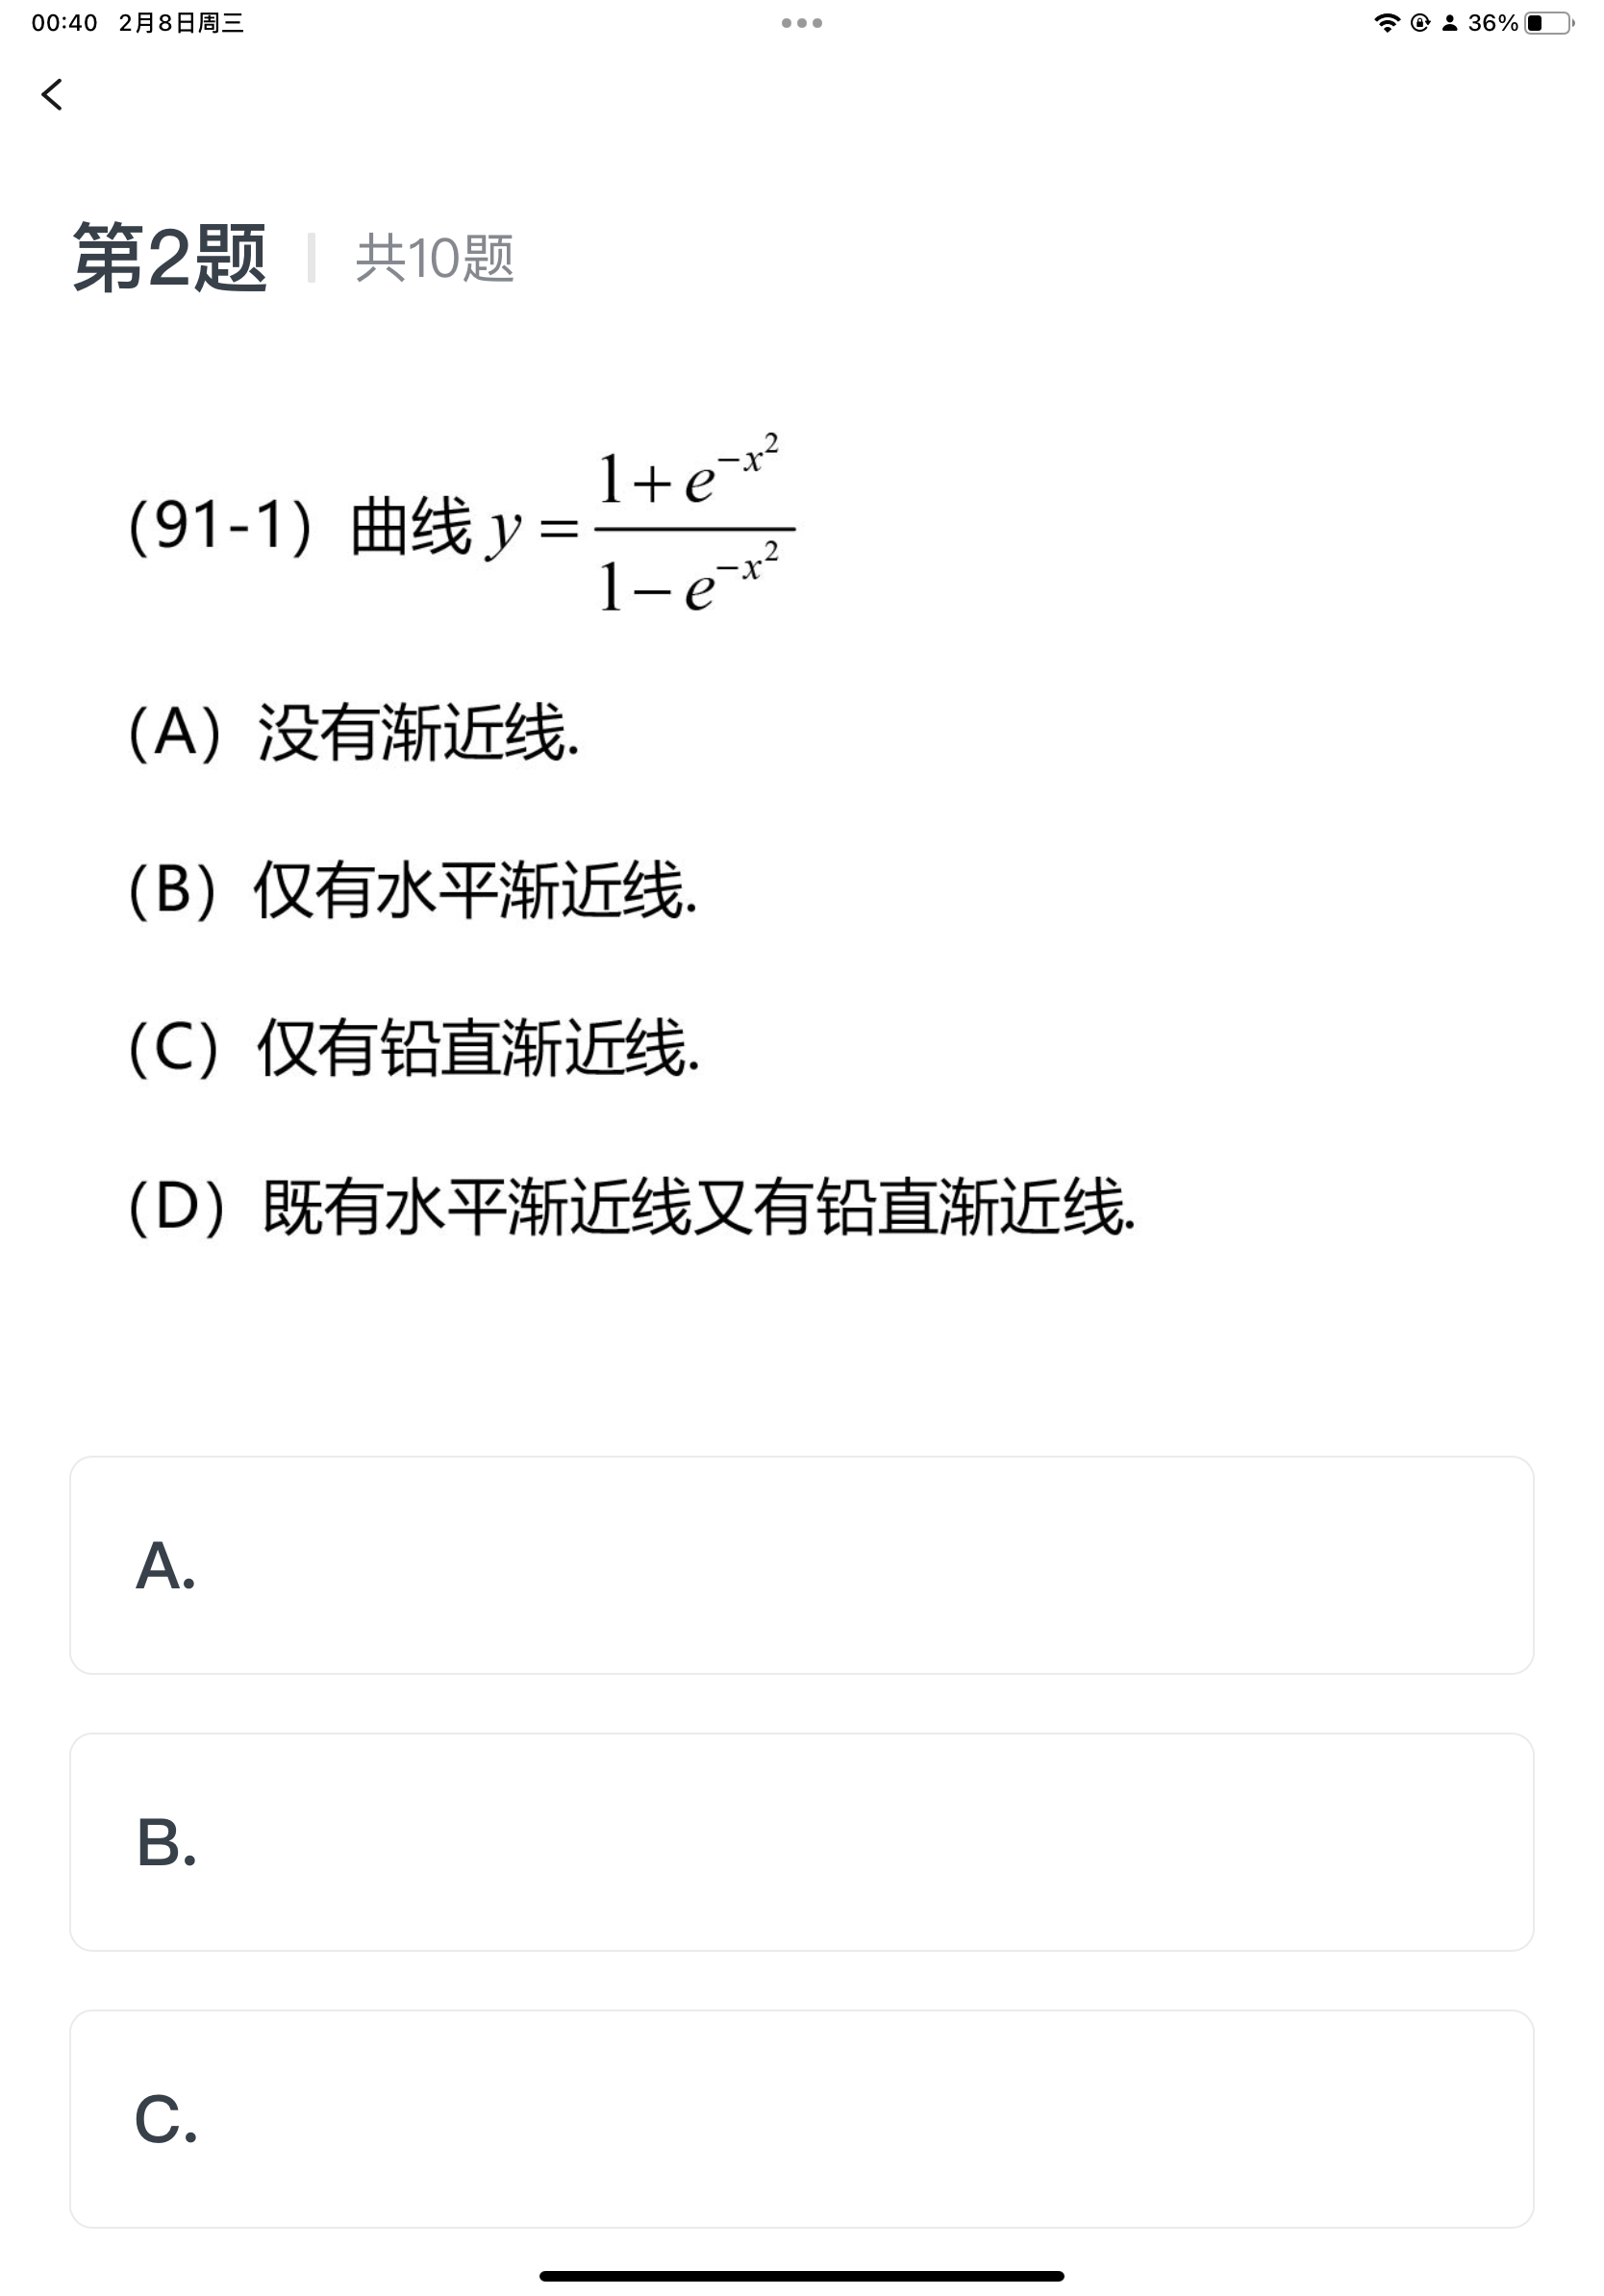 00:40 2月8日周三
36%
第2题 共10题
(91-1) 曲线 $y=\frac{1+e^{-x^2}}{1-e^{-x^2}}$
(A) 没有渐近线.
(B) 仅有水平渐近线.
(C) 仅有铅直渐近线.
(D) 既有水平渐近线又有铅直渐近线.
A.
B.
C.